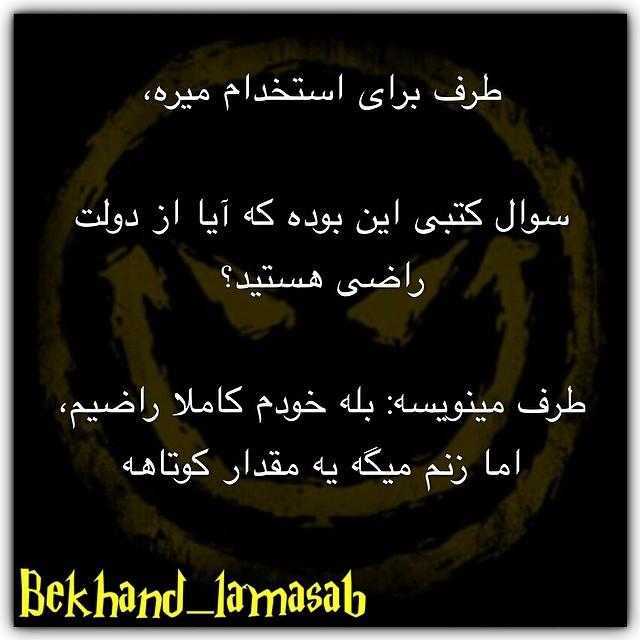 طرف برای استخدام میره،
سوال کتبی این بوده که آیا از دولت
راضی هستید؟
طرف مینویسه: بله خودم کاملا راضیم،
اما زنم میگه یه مقدار کوتاهه
Bekhand_lamasab